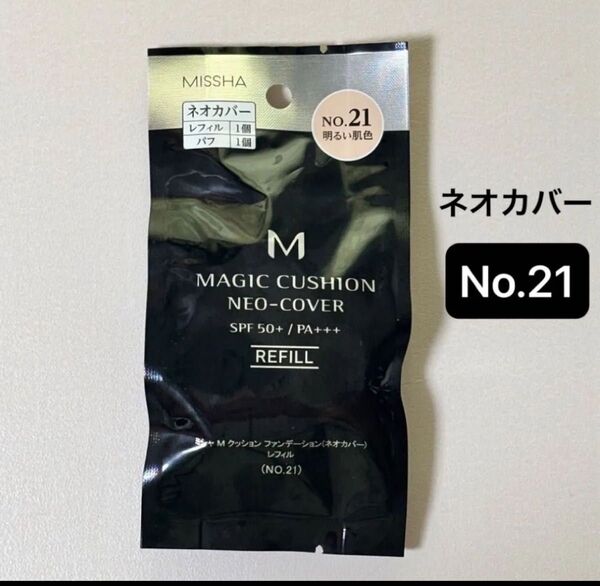 MISSHA
ネオカバー
レフィル 1個
パフ 1個
NO.21
明るい肌色
ネオカバー
No.21
M
MAGIC CUSHION
NEO-COVER
SPF 50+ / PA+++
REFILL
ャ M クッション ファンデーション(ネオカバー)
レフィル
(NO.21)